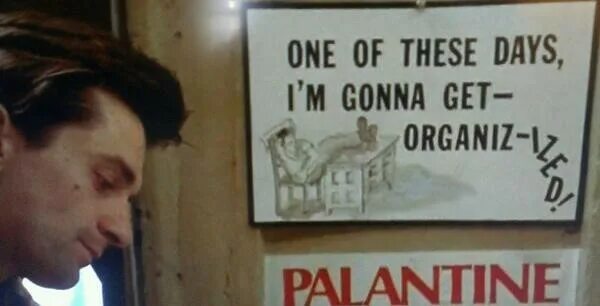 ONE OF THESE DAYS,
I'M GONNA GET—
ORGANIZ-IZED!
PALANTINE